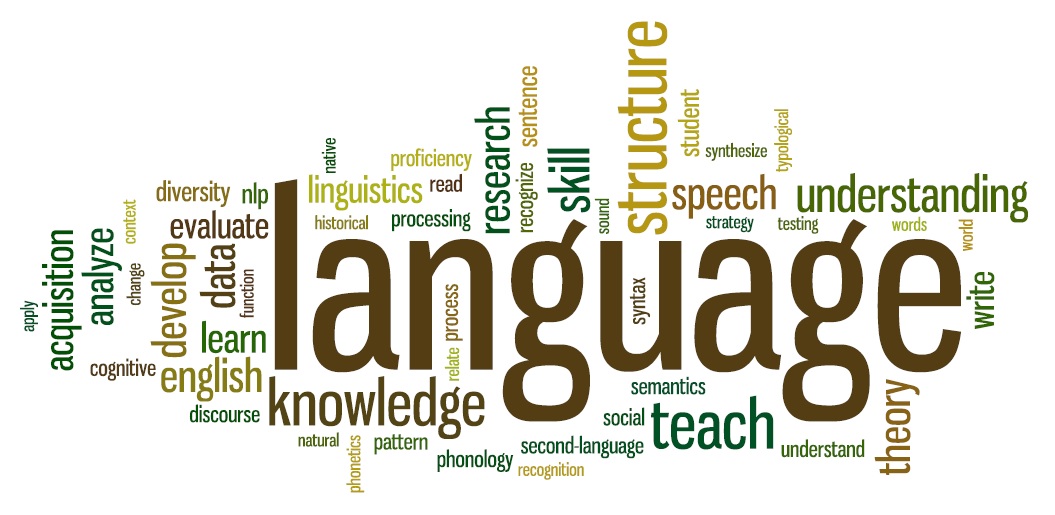 structure
sentence
student
research
typological
native
synthesize
proficiency
skill
recognize
read
linguistics
speech
understanding
diversity
nlp
historical
processing
sound
strategy
testing
words
world
context
evaluate
acquisition
analyze
language
develop
data
function
change
apply
write
syntax
process
learn
relate
cognitive
english
knowledge
semantics
theory
discourse
social
teach
natural
pattern
phonetics
phonology
second-language
understand
recognition